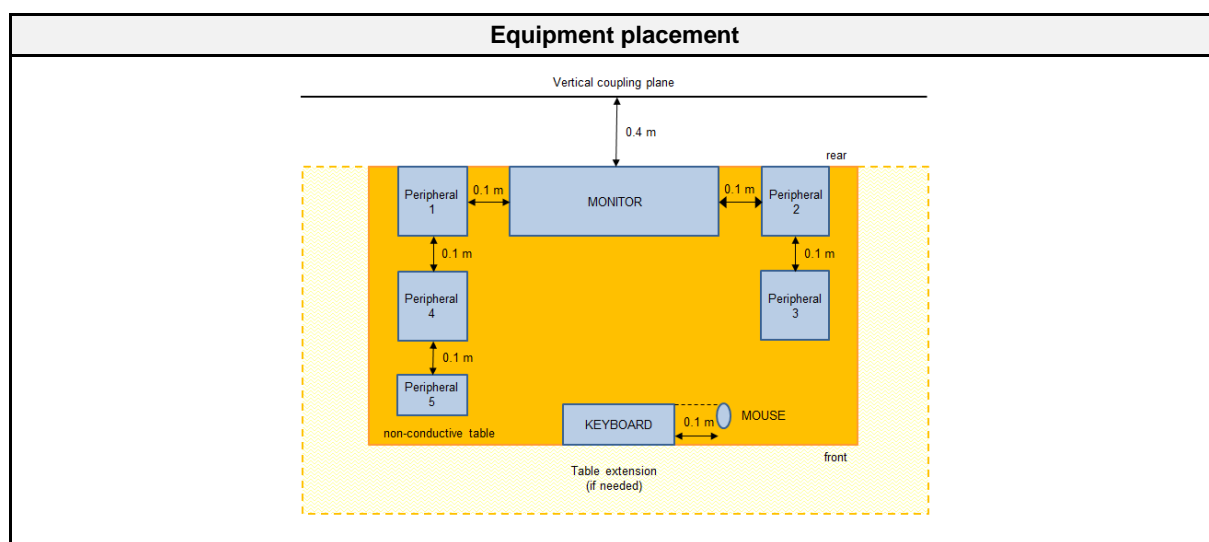 Equipment placement
Vertical coupling plane
0.4 m
rear
Peripheral
1
0.1 m
MONITOR
0.1 m
Peripheral
2
0.1 m
0.1 m
Peripheral
4
Peripheral
3
0.1 m
Peripheral
5
KEYBOARD
0.1 m
MOUSE
non-conductive table
front
Table extension
(if needed)